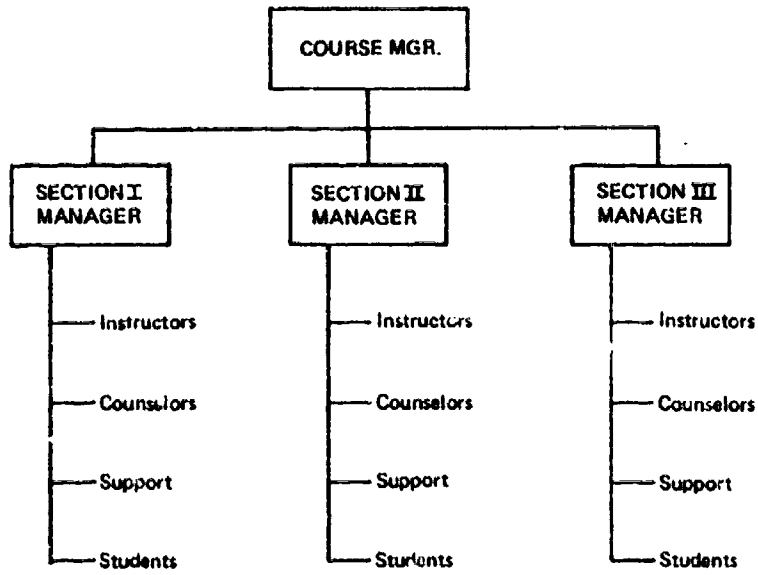 COURSE MGR.
SECTION I
MANAGER
SECTION II
MANAGER
SECTION III
MANAGER
Instructors
Instructors
Instructors
Counselors
Counselors
Counselors
Support
Support
Support
Students
Students
Students